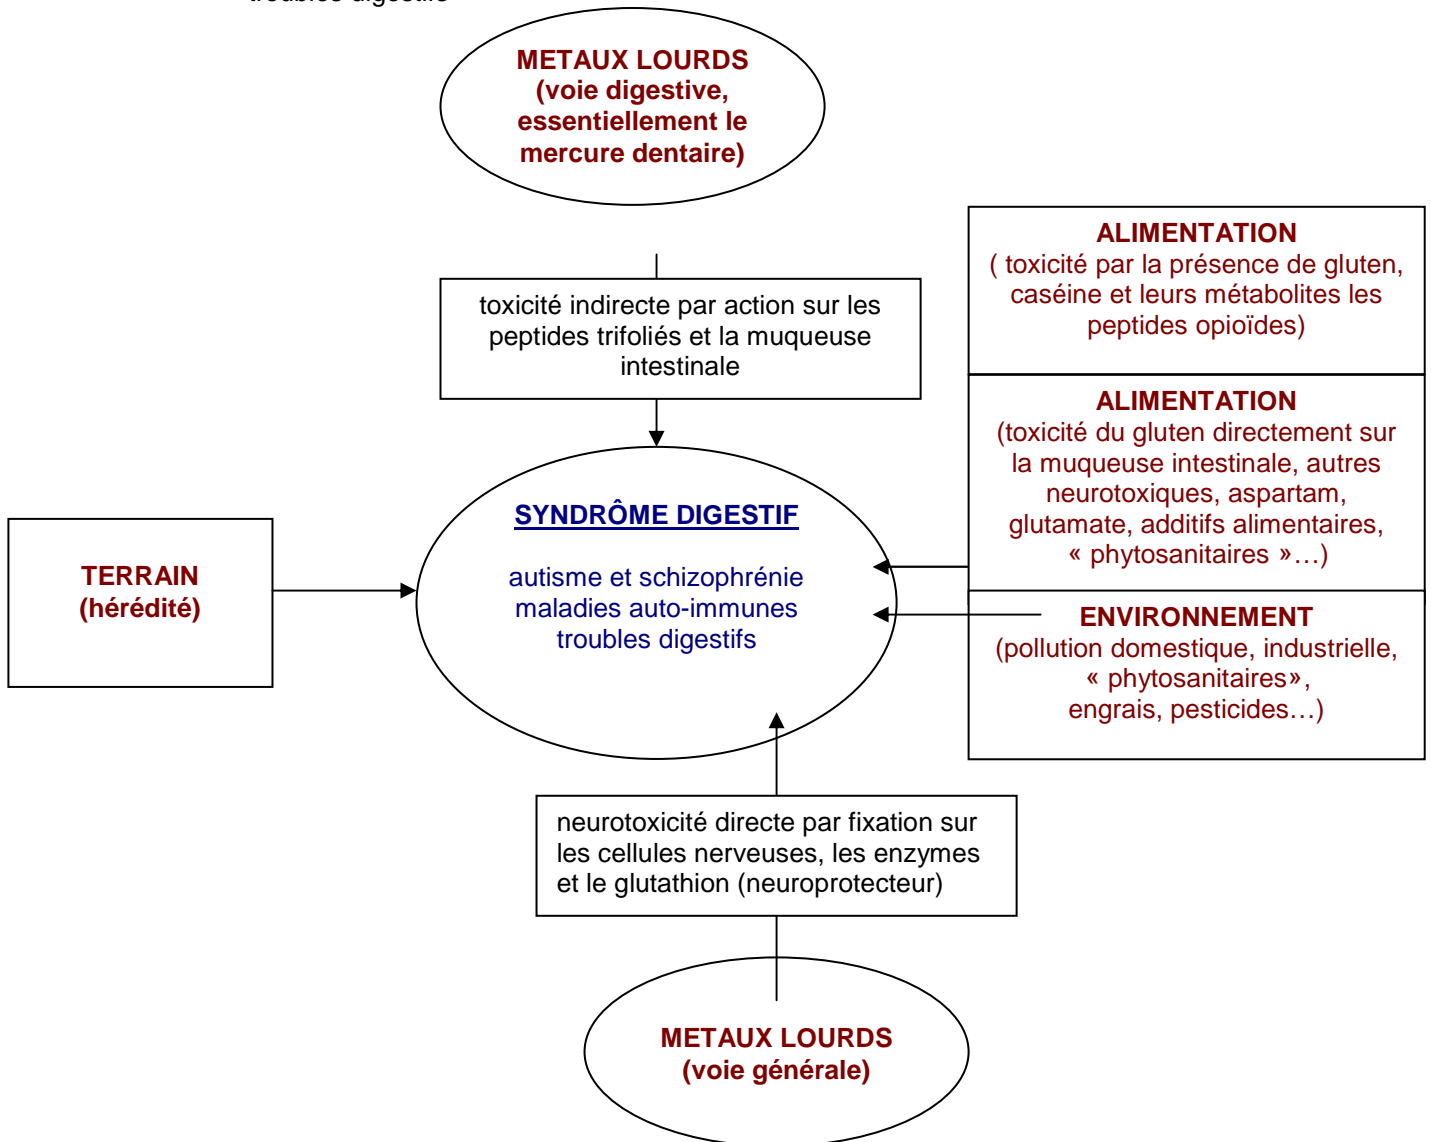 troubles digestifs
METAUX LOURDS
(voie digestive,
essentiellement le
mercure dentaire)
toxicité indirecte par action sur les
peptides trifoliés et la muqueuse
intestinale
ALIMENTATION
( toxicité par la présence de gluten,
caséine et leurs métabolites les
peptides opioïdes)
ALIMENTATION
(toxicité du gluten directement sur
la muqueuse intestinale, autres
neurotoxiques, aspartam,
glutamate, additifs alimentaires,
« phytosanitaires »…)
SYNDRÔME DIGESTIF
autisme et schizophrénie
maladies auto-immunes
troubles digestifs
TERRAIN
(hérédité)
ENVIRONNEMENT
(pollution domestique, industrielle,
« phytosanitaires»,
engrais, pesticides…)
neurotoxicité directe par fixation sur
les cellules nerveuses, les enzymes
et le glutathion (neuroprotecteur)
METAUX LOURDS
(voie générale)